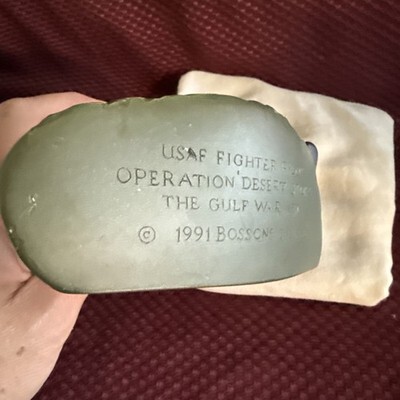 USAF FIGHTER
OPERATION DESERT
THE GULF WAR
© 1991 BOSSONS